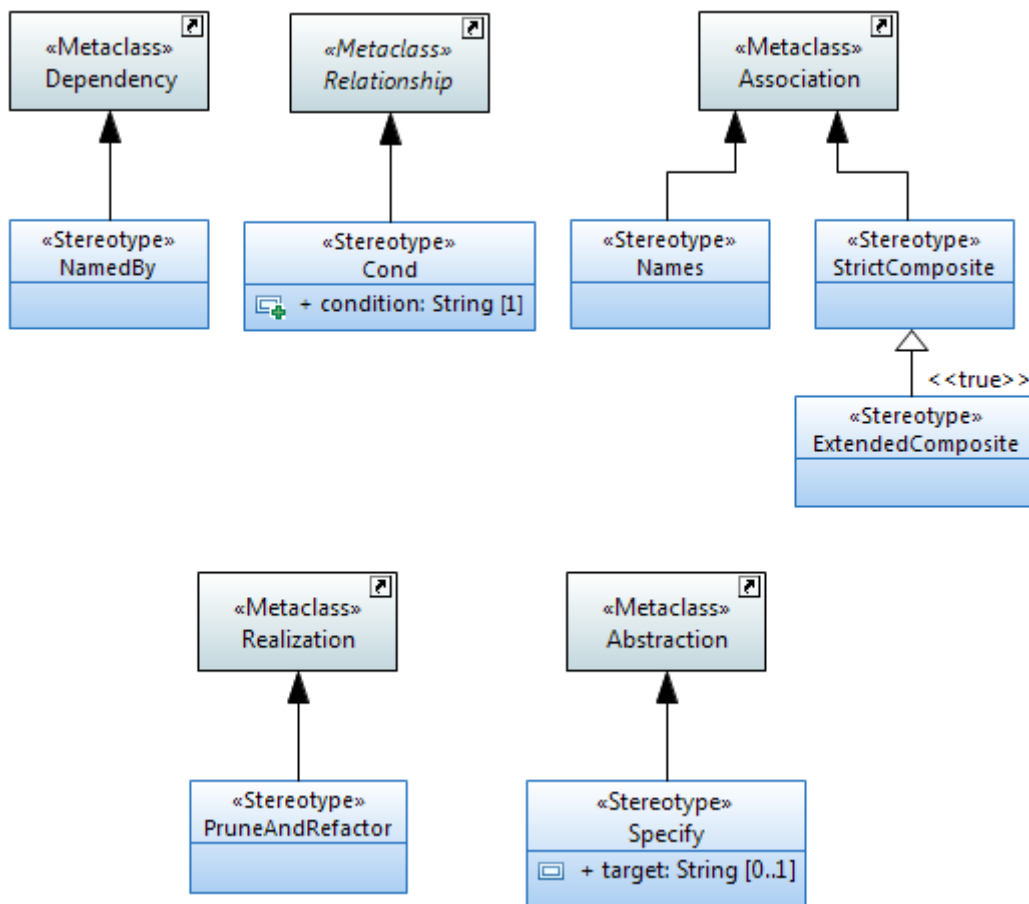 «Metaclass»
Dependency
«Metaclass»
Relationship
«Metaclass»
Association
«Stereotype»
NamedBy
«Stereotype»
Cond
+ condition: String [1]
«Stereotype»
Names
«Stereotype»
StrictComposite
<<true>>
«Stereotype»
ExtendedComposite
«Metaclass»
Realization
«Metaclass»
Abstraction
«Stereotype»
PruneAndRefactor
«Stereotype»
Specify
+ target: String [0..1]